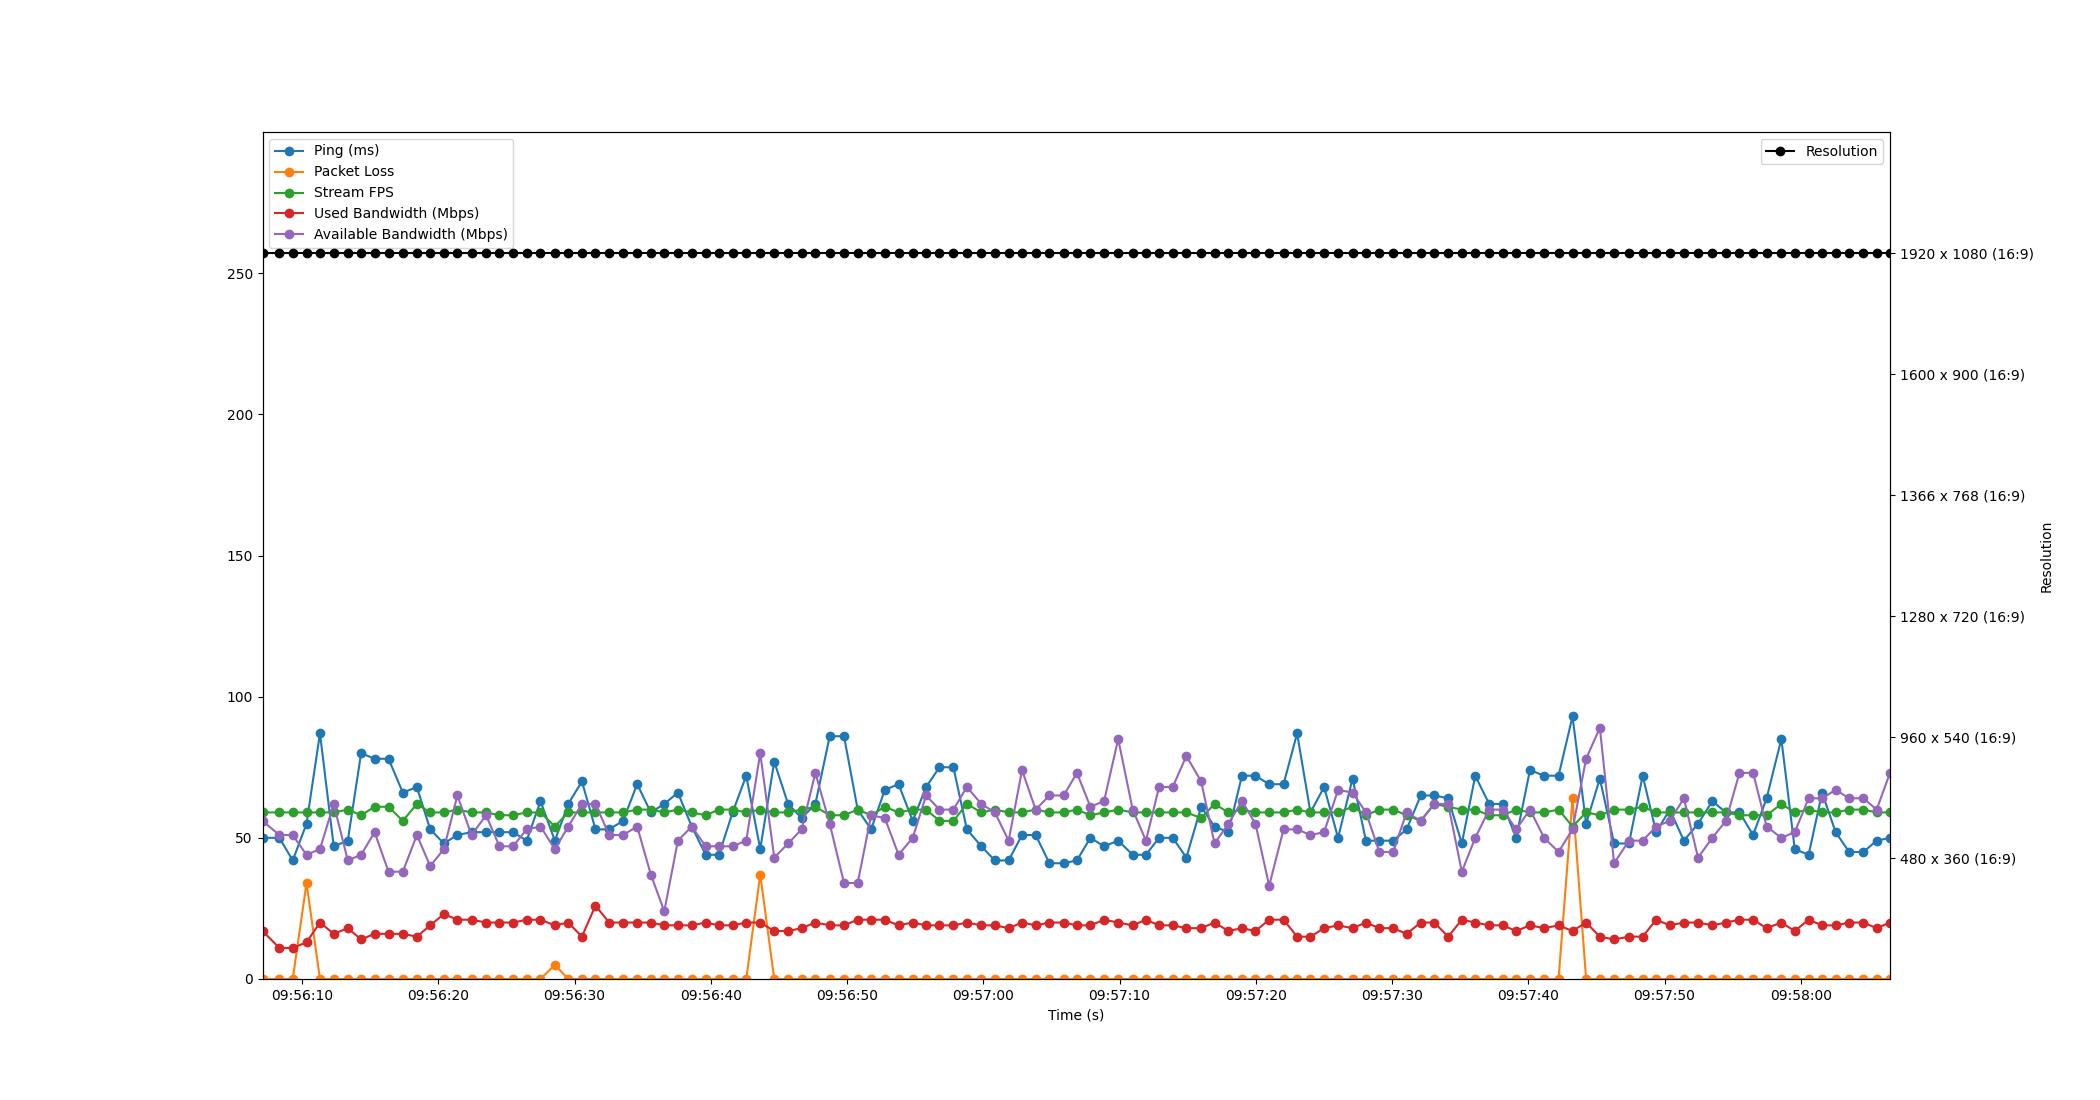 Ping (ms)
Packet Loss
Stream FPS
Used Bandwidth (Mbps)
Available Bandwidth (Mbps)
Resolution
250
200
150
100
50
0
1920 x 1080 (16:9)
1600 x 900 (16:9)
1366 x 768 (16:9)
1280 x 720 (16:9)
960 x 540 (16:9)
480 x 360 (16:9)
Resolution
09:56:10 09:56:20 09:56:30 09:56:40 09:56:50 09:57:00 09:57:10 09:57:20 09:57:30 09:57:40 09:57:50 09:58:00
Time (s)